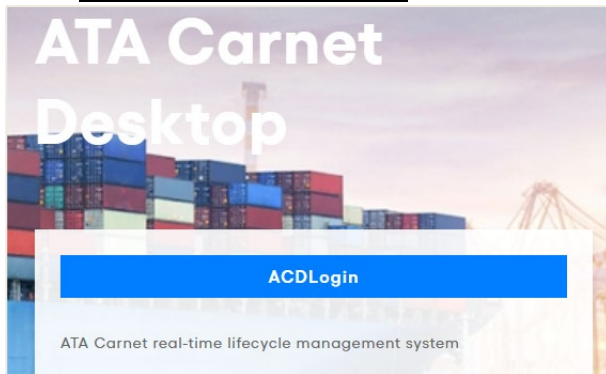 ATA Carnet
Desktop
ACDLogin
ATA Carnet real-time lifecycle management system